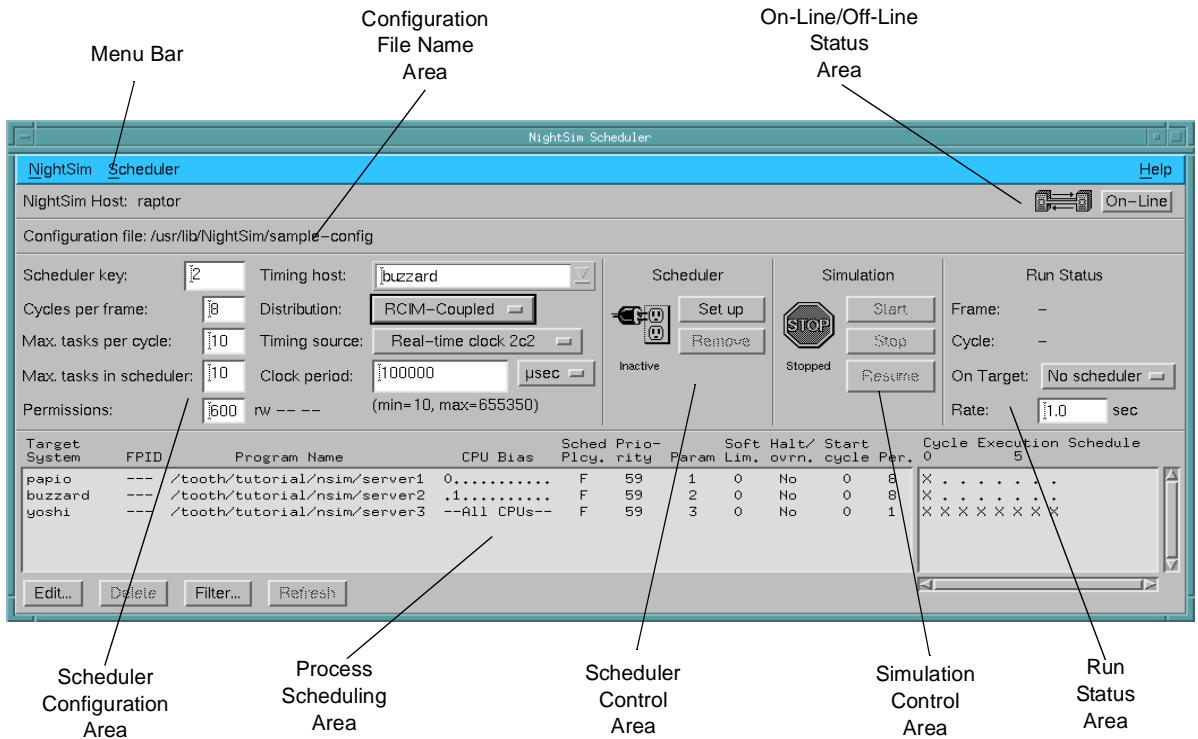 Configuration
File Name
Area
On-Line/Off-Line
Status
Area
Menu Bar
NightSim Scheduler
NightSim Scheduler Help
NightSim Host: raptor On-Line
Configuration file: /usr/lib/NightSim/sample-config
Scheduler key: 2 Timing host: buzzard Scheduler Simulation Run Status
Cycles per frame: 8 Distribution: RCIM-Coupled Set up STOP Start Frame: -
Max. tasks per cycle: 10 Timing source: Real-time clock 2c2 Remove Stop Cycle: -
Max. tasks in scheduler: 10 Clock period: 100000 µsec Inactive Stopped Resume On Target: No scheduler
Permissions: 600 rw -- -- (min=10, max=655350) Rate: 1.0 sec
Target Sched Prio- Soft Halt/ Start Cycle Execution Schedule
System FPID Program Name CPU Bias Plcy. rity Param Lim. ovrn. cycle Per. 0 5
papio --- /tooth/tutorial/nsim/server1 0........... F 59 1 0 No 0 8 X . . . . . . .
buzzard --- /tooth/tutorial/nsim/server2 .1.......... F 59 2 0 No 0 8 X . . . . . . .
yoshi --- /tooth/tutorial/nsim/server3 --All CPUs-- F 59 3 0 No 0 1 X X X X X X X X
Edit... Delete Filter... Refresh
Scheduler
Configuration
Area
Process
Scheduling
Area
Scheduler
Control
Area
Simulation
Control
Area
Run
Status
Area